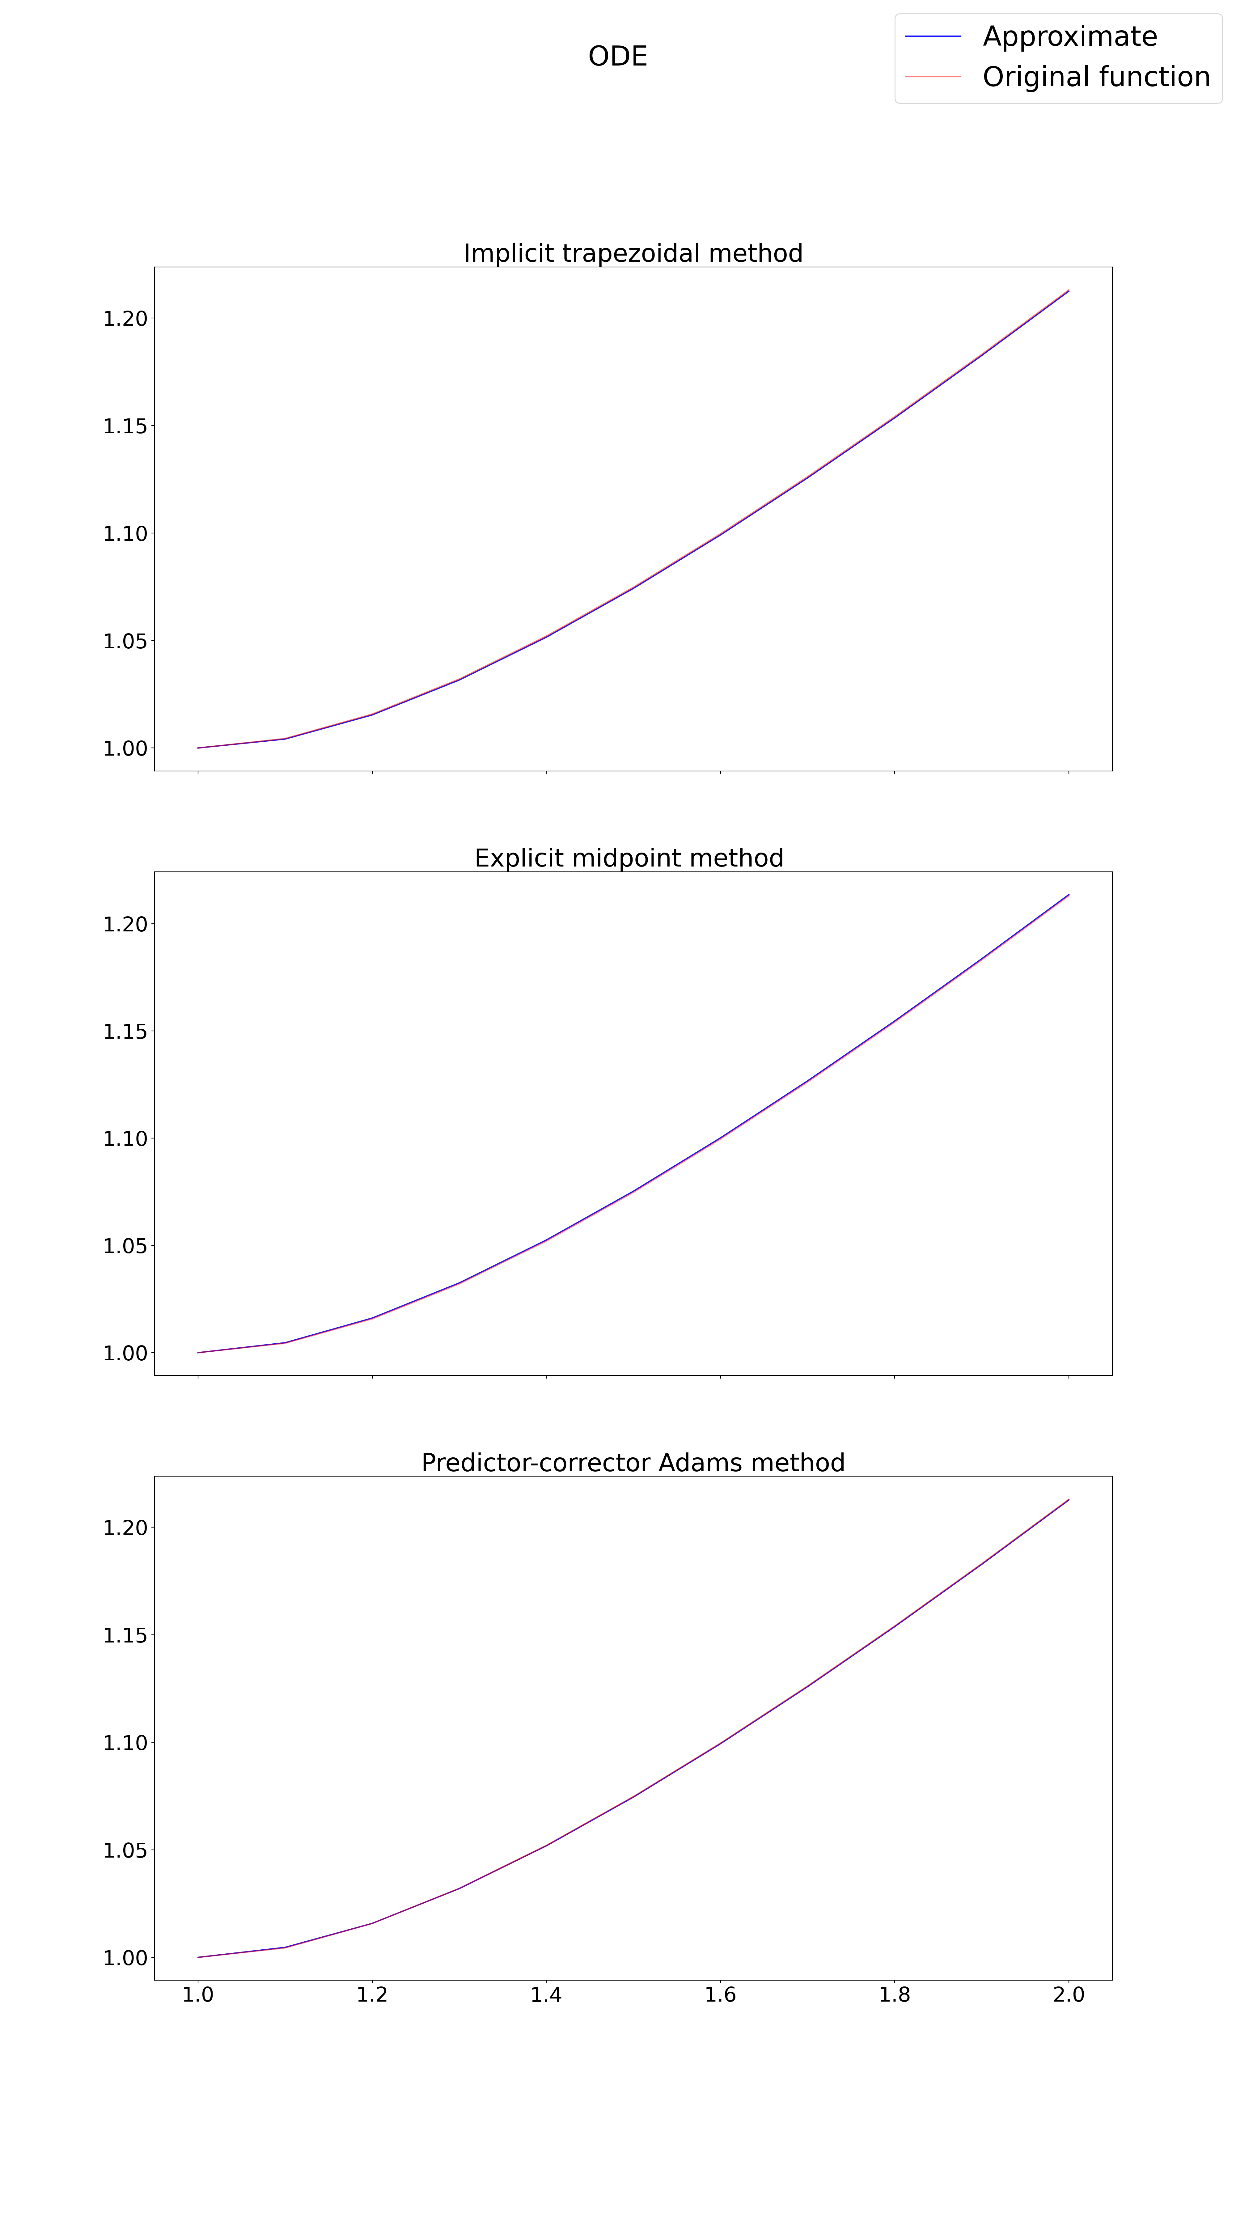 ODE
Approximate
Original function
Implicit trapezoidal method
1.20
1.15
1.10
1.05
1.00
Explicit midpoint method
1.20
1.15
1.10
1.05
1.00
Predictor-corrector Adams method
1.20
1.15
1.10
1.05
1.00
1.0 1.2 1.4 1.6 1.8 2.0